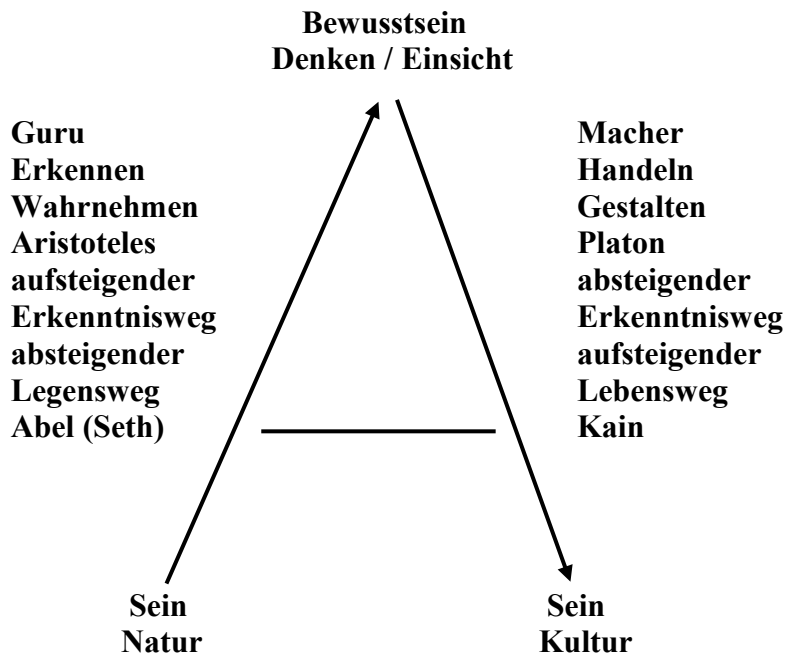 Bewusstsein
Denken / Einsicht
Guru
Erkennen
Wahrnehmen
Aristoteles
aufsteigender
Erkenntnisweg
absteigender
Legensweg
Abel (Seth)
Macher
Handeln
Gestalten
Platon
absteigender
Erkenntnisweg
aufsteigender
Lebensweg
Kain
Sein
Natur
Sein
Kultur